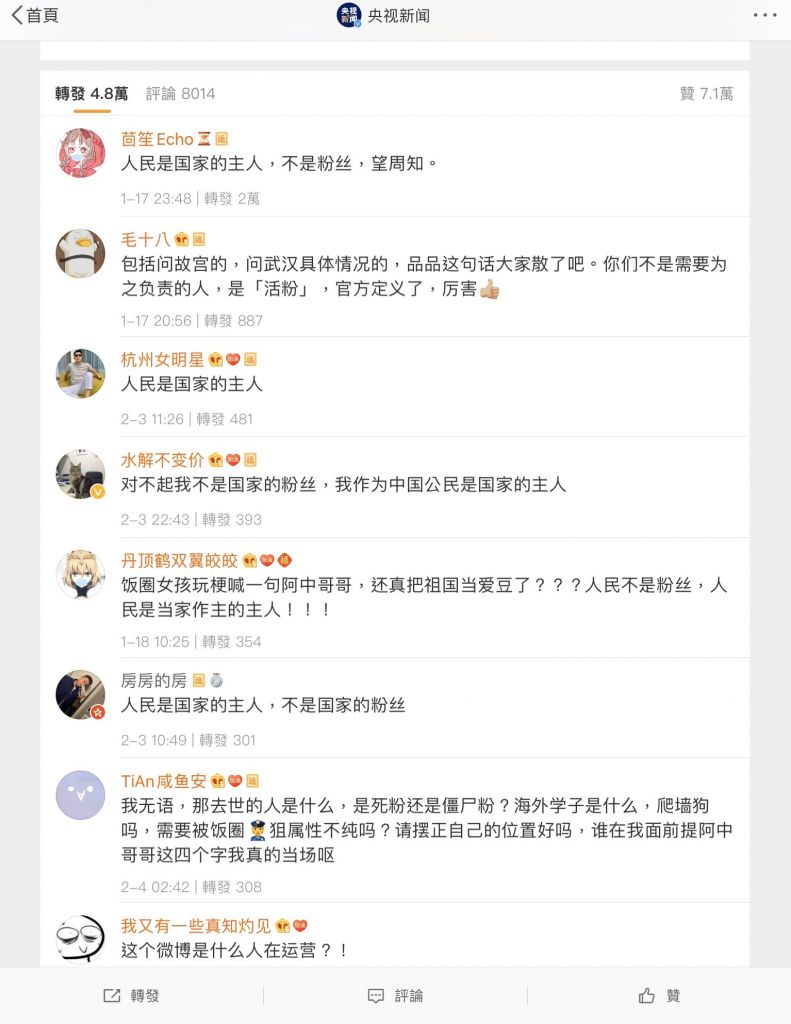 首頁
央视新闻
央视新闻
轉發 4.8萬 評論 8014 贊 7.1萬
茴笙Echo
人民是国家的主人，不是粉丝，望周知。
1-17 23:48 | 轉發 2萬
毛十八
包括问故宫的，问武汉具体情况的，品品这句话大家散了吧。你们不是需要为
之负责的人，是「活粉」，官方定义了，厉害
1-17 20:56 | 轉發 887
杭州女明星
人民是国家的主人
2-3 11:26 | 轉發 481
水解不变价
对不起我不是国家的粉丝，我作为中国公民是国家的主人
2-3 22:43 | 轉發 393
丹顶鹤双翼皎皎
饭圈女孩玩梗喊一句阿中哥哥，还真把祖国当爱豆了？？？人民不是粉丝，人
民是当家作主的主人！！！
1-18 10:25 | 轉發 354
房房的房
人民是国家的主人，不是国家的粉丝
2-3 10:49 | 轉發 301
TiAn咸鱼安
我无语，那去世的人是什么，是死粉还是僵尸粉？海外学子是什么，爬墙狗
吗，需要被饭圈狙属性不纯吗？请摆正自己的位置好吗，谁在我面前提阿中
哥哥这四个字我真的当场呕
2-4 02:42 | 轉發 308
我又有一些真知灼见
这个微博是什么人在运营？！
轉發 評論 贊